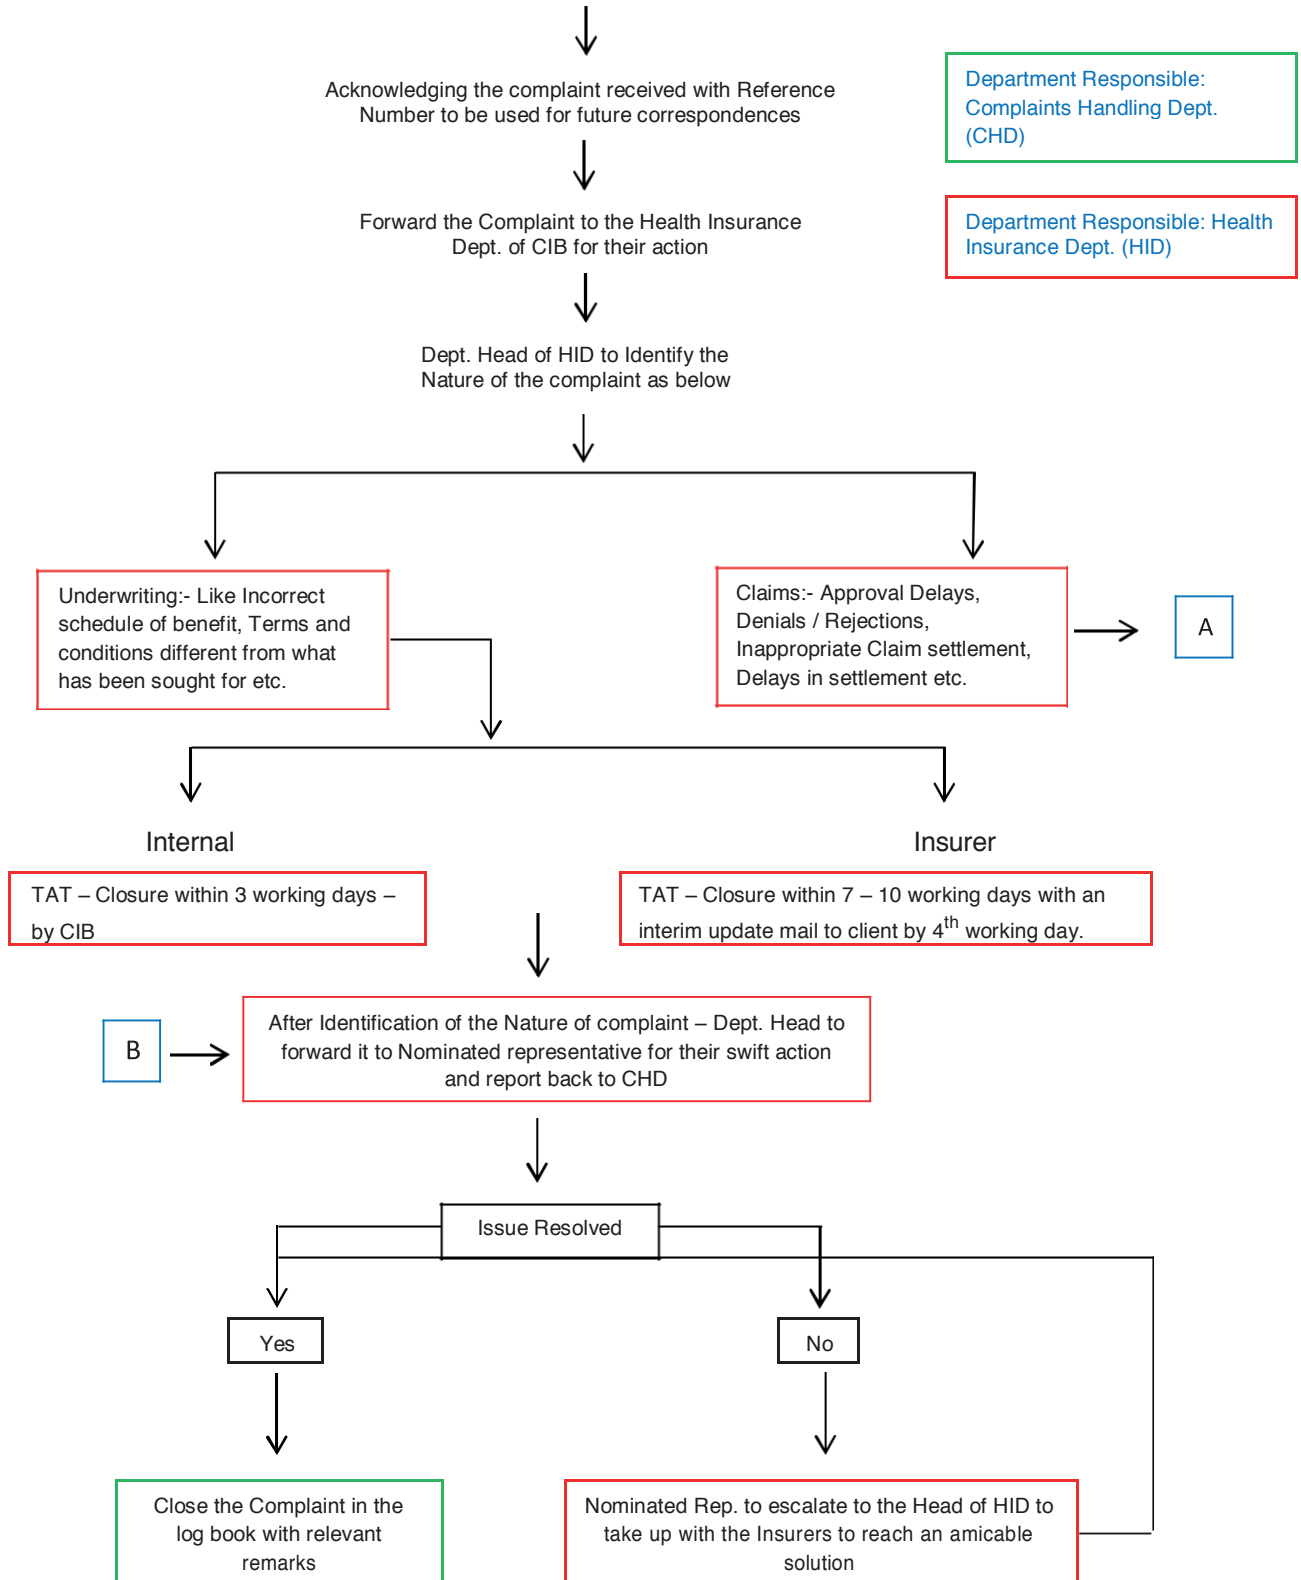 Acknowledging the complaint received with Reference
Number to be used for future correspondences
Department Responsible:
Complaints Handling Dept.
(CHD)
Forward the Complaint to the Health Insurance
Dept. of CIB for their action
Department Responsible: Health
Insurance Dept. (HID)
Dept. Head of HID to Identify the
Nature of the complaint as below
Underwriting:- Like Incorrect
schedule of benefit, Terms and
conditions different from what
has been sought for etc.
Claims:- Approval Delays,
Denials / Rejections,
Inappropriate Claim settlement,
Delays in settlement etc.
A
Internal
Insurer
TAT – Closure within 3 working days –
by CIB
TAT – Closure within 7 – 10 working days with an
interim update mail to client by 4th working day.
B
After Identification of the Nature of complaint – Dept. Head to
forward it to Nominated representative for their swift action
and report back to CHD
Issue Resolved
Yes
No
Close the Complaint in the
log book with relevant
remarks
Nominated Rep. to escalate to the Head of HID to
take up with the Insurers to reach an amicable
solution